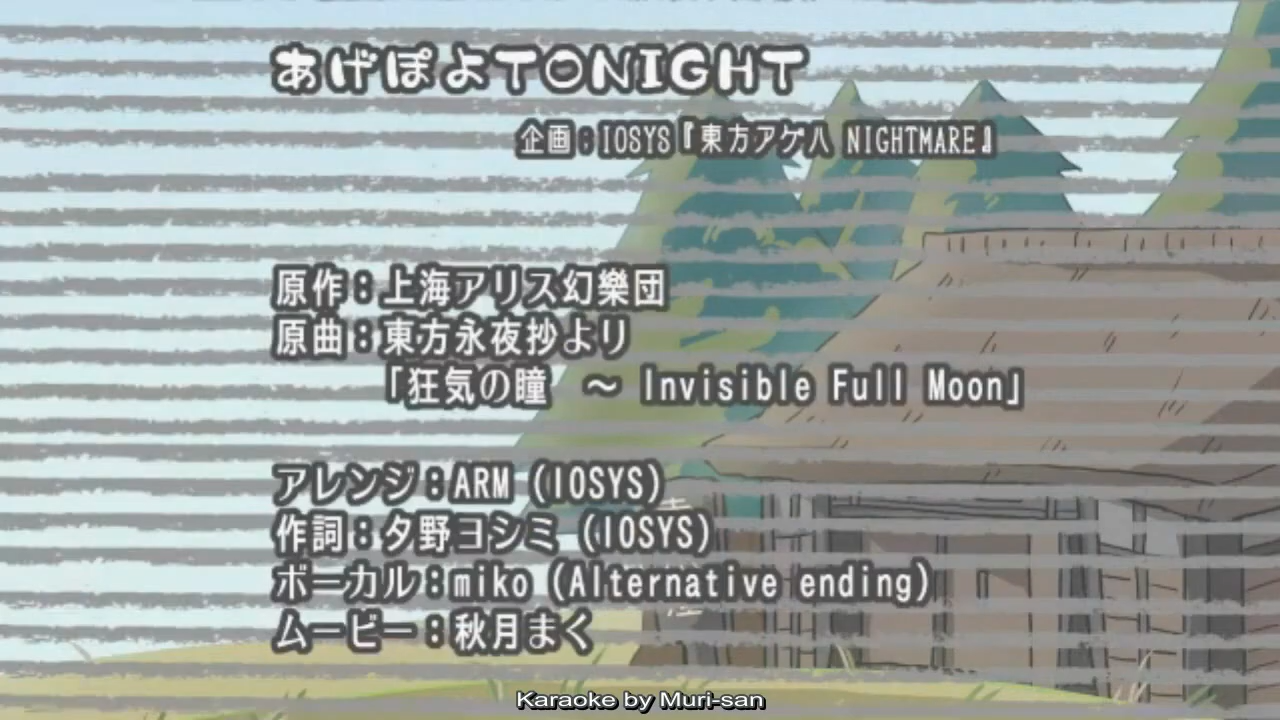 あげぽよTONIGHT
企画：IOSYS『東方アゲハ NIGHTMARE』
原作：上海アリス幻樂団
原曲：東方永夜抄より
「狂気の瞳　～ Invisible Full Moon」
アレンジ：ARM (IOSYS)
作詞：夕野ヨシミ (IOSYS)
ボーカル：miko (Alternative ending)
ムービー：秋月まく
Karaoke by Muri-san